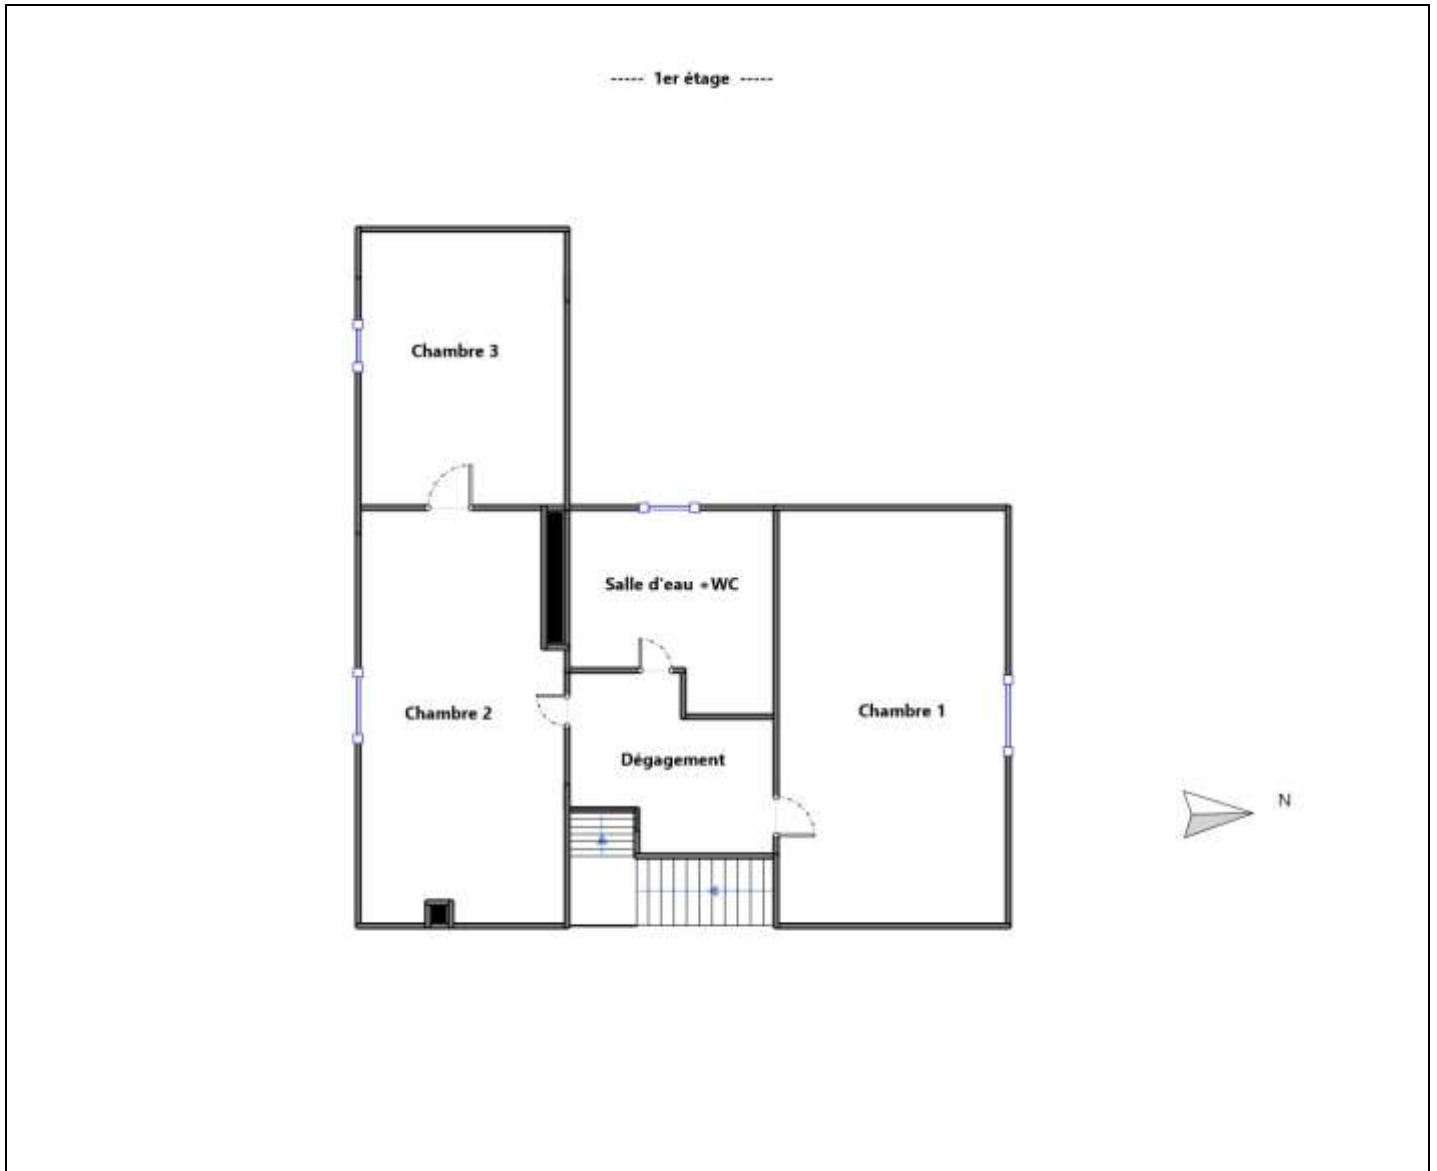 ----- 1er étage -----
Chambre 3
Salle d'eau +WC
Chambre 2
Chambre 1
Dégagement
N